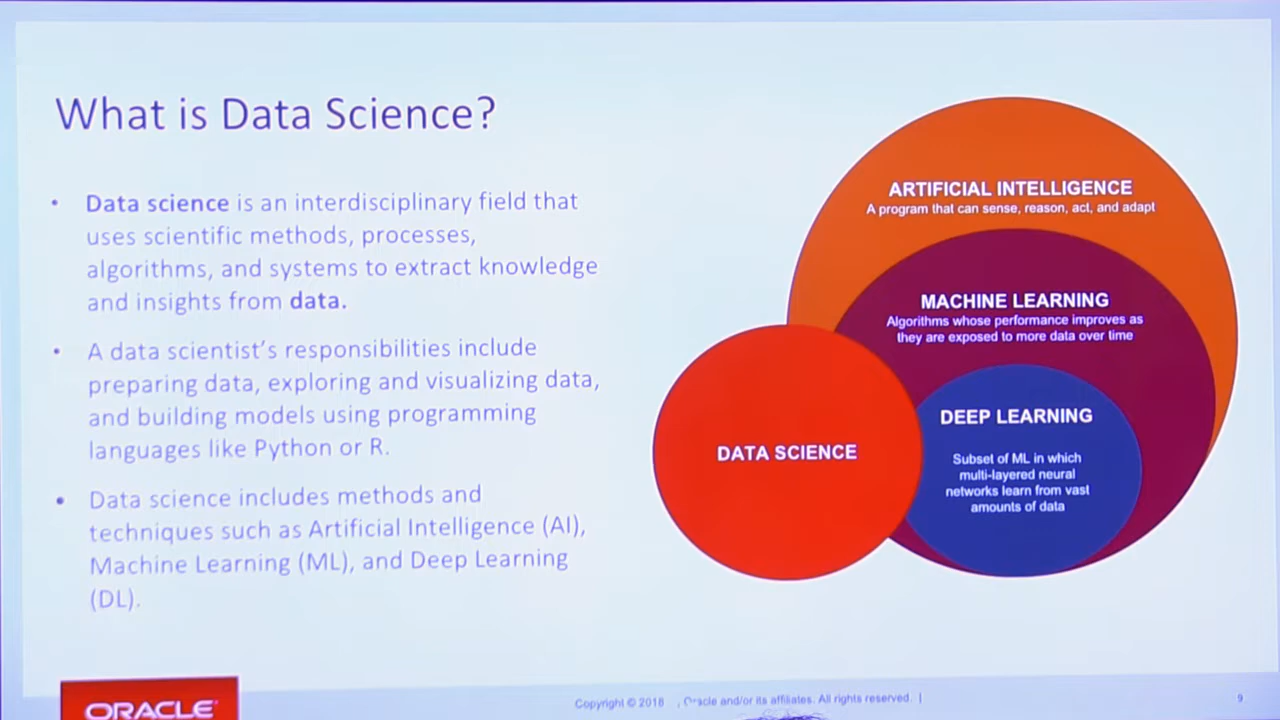 What is Data Science?
• Data science is an interdisciplinary field that
uses scientific methods, processes,
algorithms, and systems to extract knowledge
and insights from data.
• A data scientist's responsibilities include
preparing data, exploring and visualizing data,
and building models using programming
languages like Python or R.
• Data science includes methods and
techniques such as Artificial Intelligence (AI),
Machine Learning (ML), and Deep Learning
(DL).
ARTIFICIAL INTELLIGENCE
A program that can sense, reason, act, and adapt
MACHINE LEARNING
Algorithms whose performance improves as
they are exposed to more data over time
DATA SCIENCE
DEEP LEARNING
Subset of ML in which
multi-layered neural
networks learn from vast
amounts of data
ORACLE
Copyright © 2018 , Oracle and/or its affiliates. All rights reserved. |
9